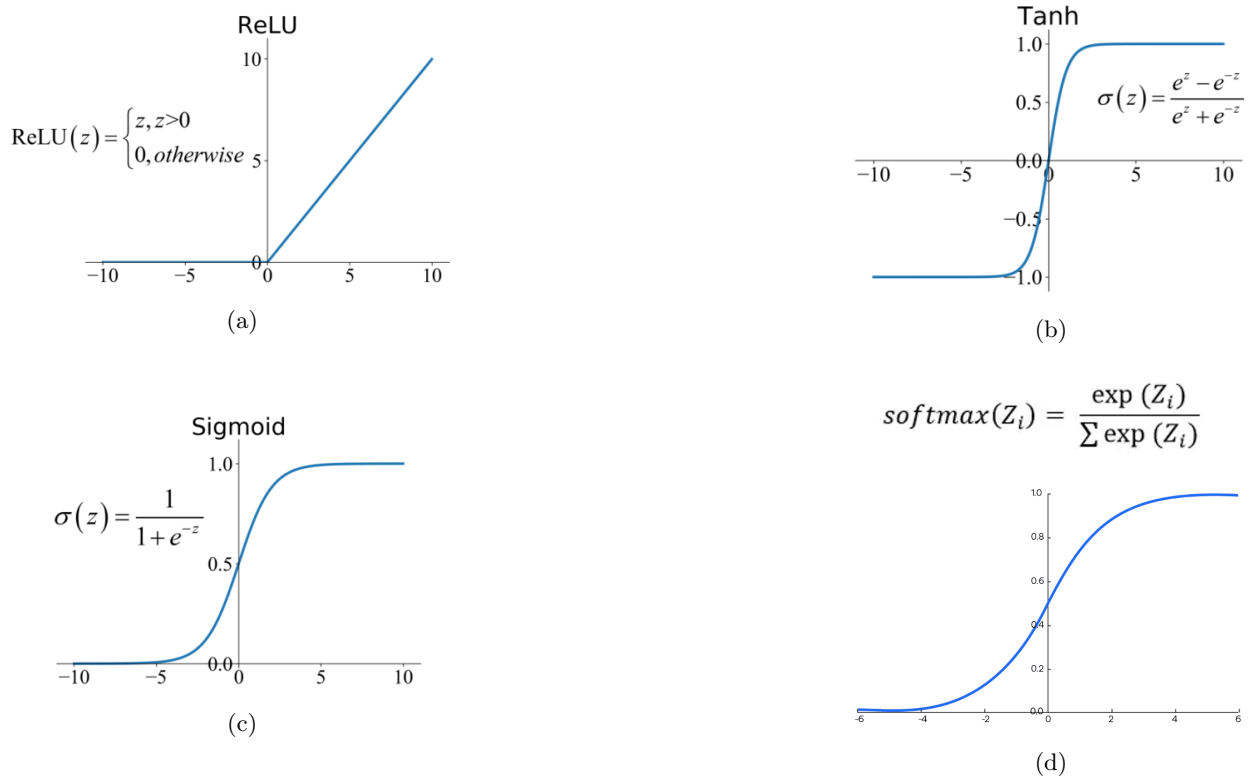 ReLU
10
ReLU(z) = {z, z>0
0, otherwise
5
0
−10 −5 0 5 10
(a)
Tanh
1.0
σ(z) = (e^z − e^−z) / (e^z + e^−z)
0.5
0.0
−10 −5 0 5 10
−0.5
−1.0
(b)
Sigmoid
1.0
σ(z) = 1 / (1 + e^−z)
0.5
0.0
−10 −5 0 5 10
(c)
softmax(Z_i) = exp (Z_i) / ∑ exp (Z_i)
1.0
0.8
0.6
0.4
0.2
0.0
-6 -4 -2 0 2 4 6
(d)